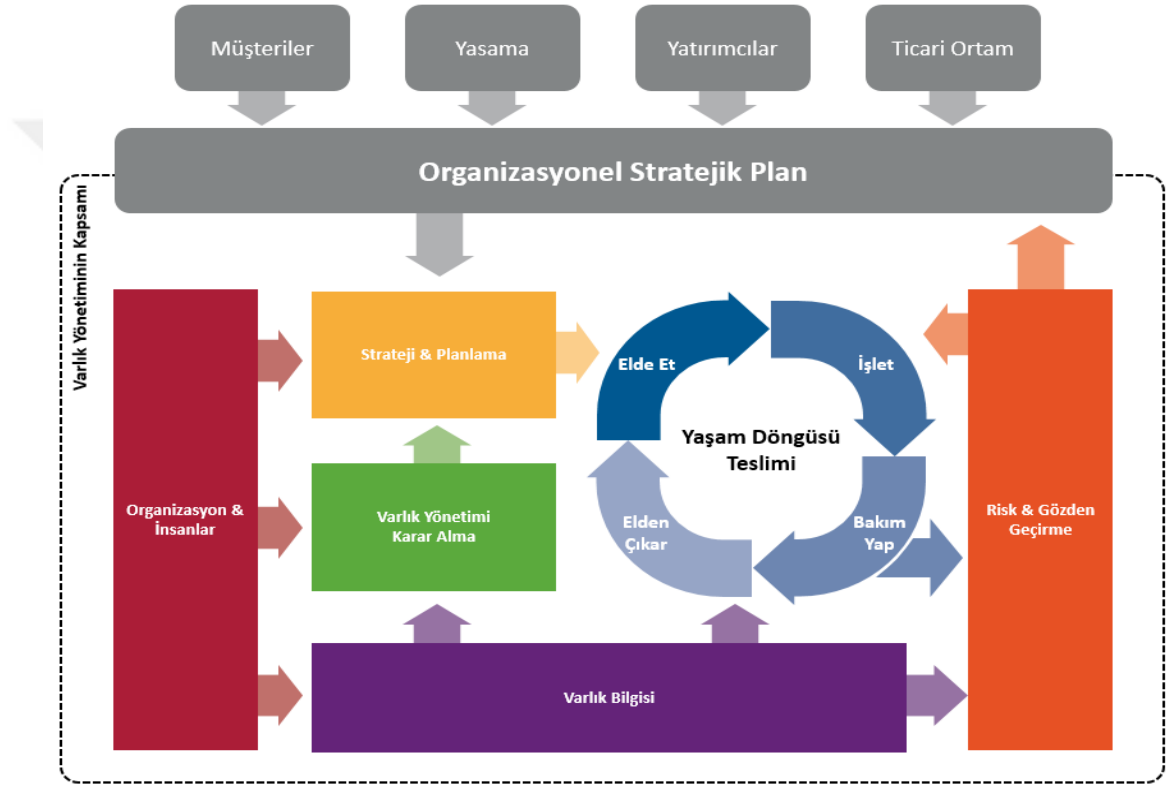 Müşteriler
Yasama
Yatırımcılar
Ticari Ortam
Organizasyonel Stratejik Plan
Varlık Yönetiminin Kapsamı
Strateji & Planlama
Elde Et
İşlet
Yaşam Döngüsü
Teslimi
Organizasyon &
İnsanlar
Varlık Yönetimi
Karar Alma
Elden
Çıkar
Bakım
Yap
Risk & Gözden
Geçirme
Varlık Bilgisi